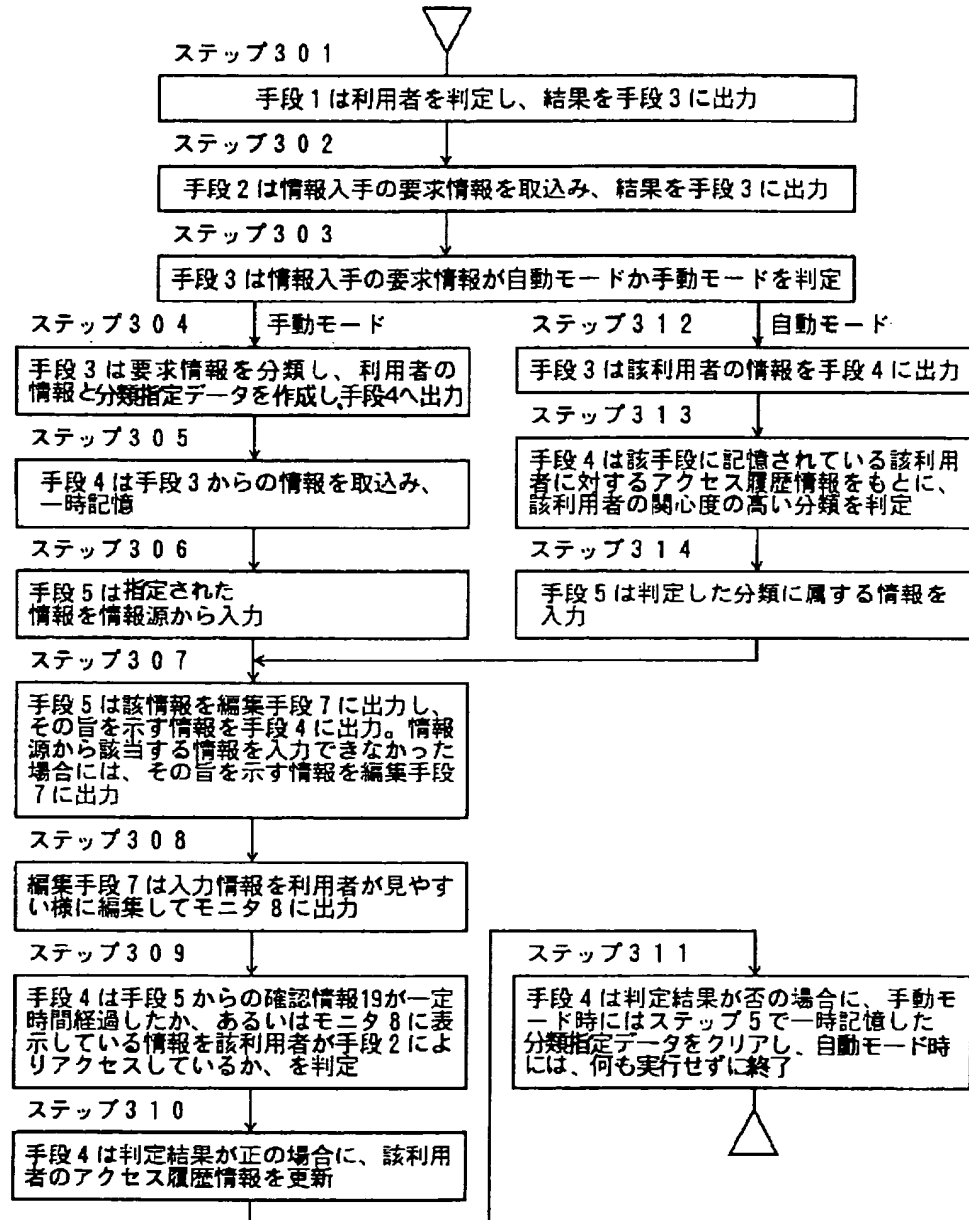 ステップ301
手段1は利用者を判定し、結果を手段3に出力
ステップ302
手段2は情報入手の要求情報を取込み、結果を手段3に出力
ステップ303
手段3は情報入手の要求情報が自動モードか手動モードを判定
ステップ304
手動モード
手段3は要求情報を分類し、利用者の
情報と分類指定データを作成し、手段4へ出力
ステップ305
手段4は手段3からの情報を取込み、
一時記憶
ステップ306
手段5は指定された
情報を情報源から入力
ステップ312
自動モード
手段3は該利用者の情報を手段4に出力
ステップ313
手段4は該手段に記憶されている該利用
者に対するアクセス履歴情報をもとに、
該利用者の関心度の高い分類を判定
ステップ314
手段5は判定した分類に属する情報を
入力
ステップ307
手段5は該情報を編集手段7に出力し、
その旨を示す情報を手段4に出力。情報
源から該当する情報を入力できなかった
場合には、その旨を示す情報を編集手段
7に出力
ステップ308
編集手段7は入力情報を利用者が見やす
い様に編集してモニタ8に出力
ステップ309
手段4は手段5からの確認情報19が一定
時間経過したか、あるいはモニタ8に表
示している情報を該利用者が手段2によ
りアクセスしているか、を判定
ステップ310
手段4は判定結果が正の場合に、該利用
者のアクセス履歴情報を更新
ステップ311
手段4は判定結果が否の場合に、手動モ
ード時にはステップ5で一時記憶した
分類指定データをクリアし、自動モード時
には、何も実行せずに終了